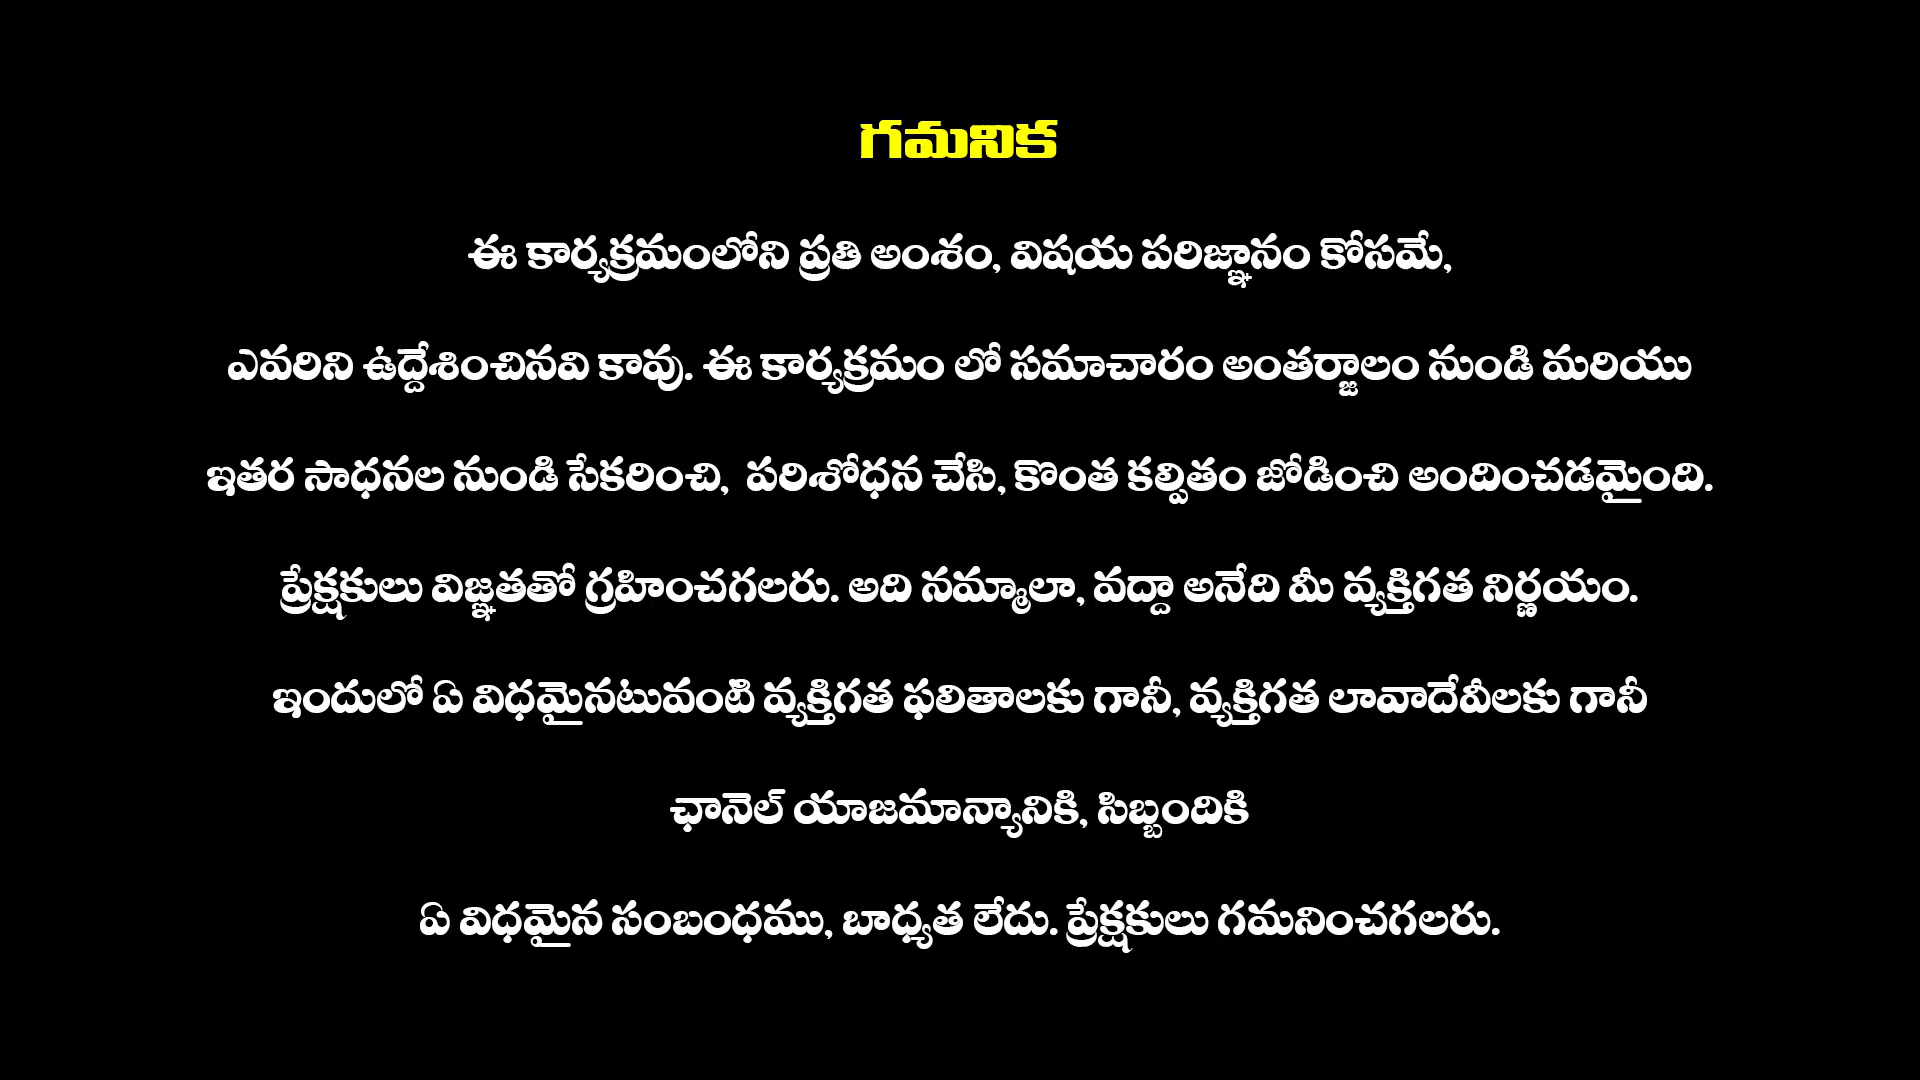 గమనిక
ఈ కార్యక్రమంలోని ప్రతి అంశం, విషయ పరిజ్ఞానం కోసమే,
ఎవరిని ఉద్దేశించినవి కావు. ఈ కార్యక్రమం లో సమాచారం అంతర్జాలం నుండి మరియు
ఇతర సాధనల నుండి సేకరించి, పరిశోధన చేసి, కొంత కల్పితం జోడించి అందించడమైంది.
ప్రేక్షకులు విజ్ఞతతో గ్రహించగలరు. అది నమ్మాలా, వద్దా అనేది మీ వ్యక్తిగత నిర్ణయం.
ఇందులో ఏ విధమైనటువంటి వ్యక్తిగత ఫలితాలకు గానీ, వ్యక్తిగత లావాదేవీలకు గానీ
ఛానెల్ యాజమాన్యానికి, సిబ్బందికి
ఏ విధమైన సంబంధము, బాధ్యత లేదు. ప్రేక్షకులు గమనించగలరు.